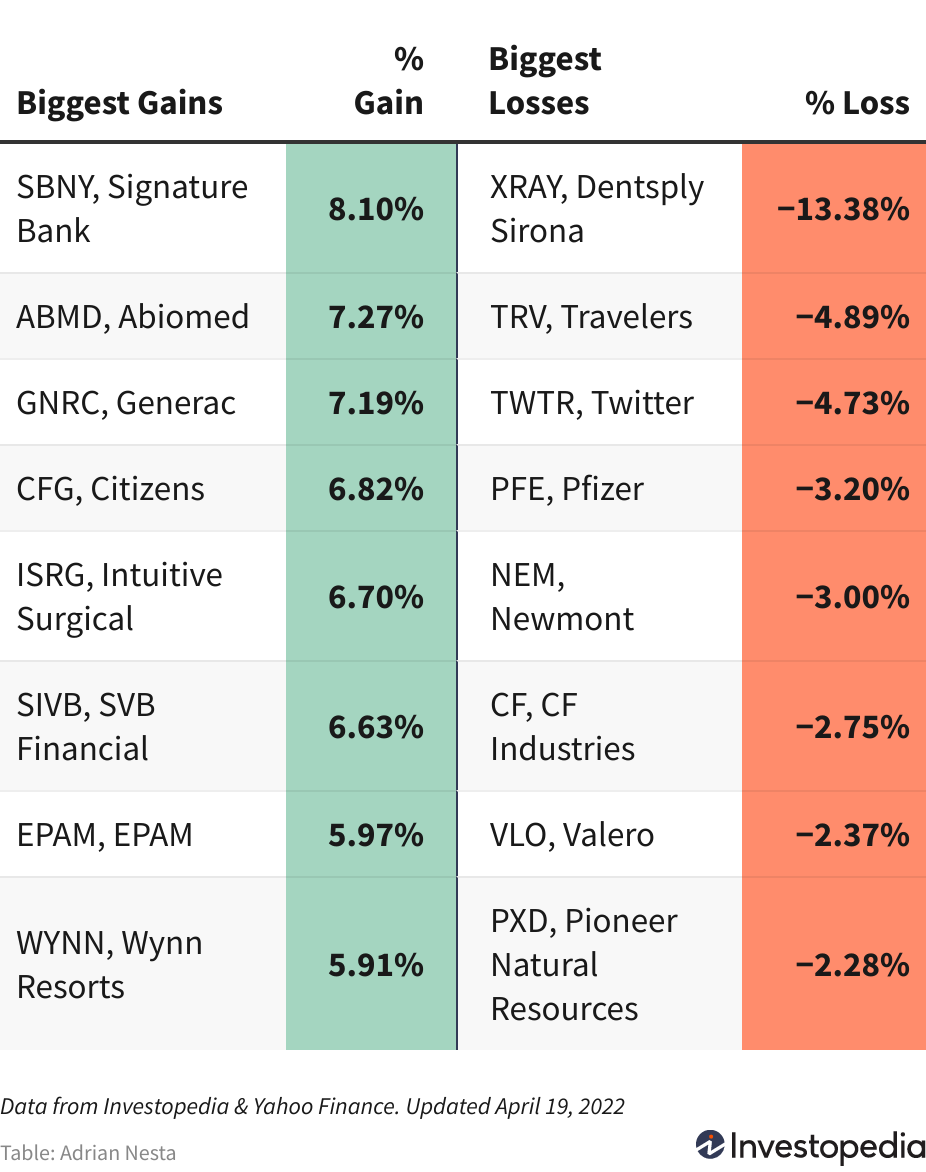 Biggest Gains % Gain Biggest Losses % Loss
SBNY, Signature Bank 8.10% XRAY, Dentsply Sirona −13.38%
ABMD, Abiomed 7.27% TRV, Travelers −4.89%
GNRC, Generac 7.19% TWTR, Twitter −4.73%
CFG, Citizens 6.82% PFE, Pfizer −3.20%
ISRG, Intuitive Surgical 6.70% NEM, Newmont −3.00%
SIVB, SVB Financial 6.63% CF, CF Industries −2.75%
EPAM, EPAM 5.97% VLO, Valero −2.37%
WYNN, Wynn Resorts 5.91% PXD, Pioneer Natural Resources −2.28%
Data from Investopedia & Yahoo Finance. Updated April 19, 2022
Table: Adrian Nesta
Investopedia